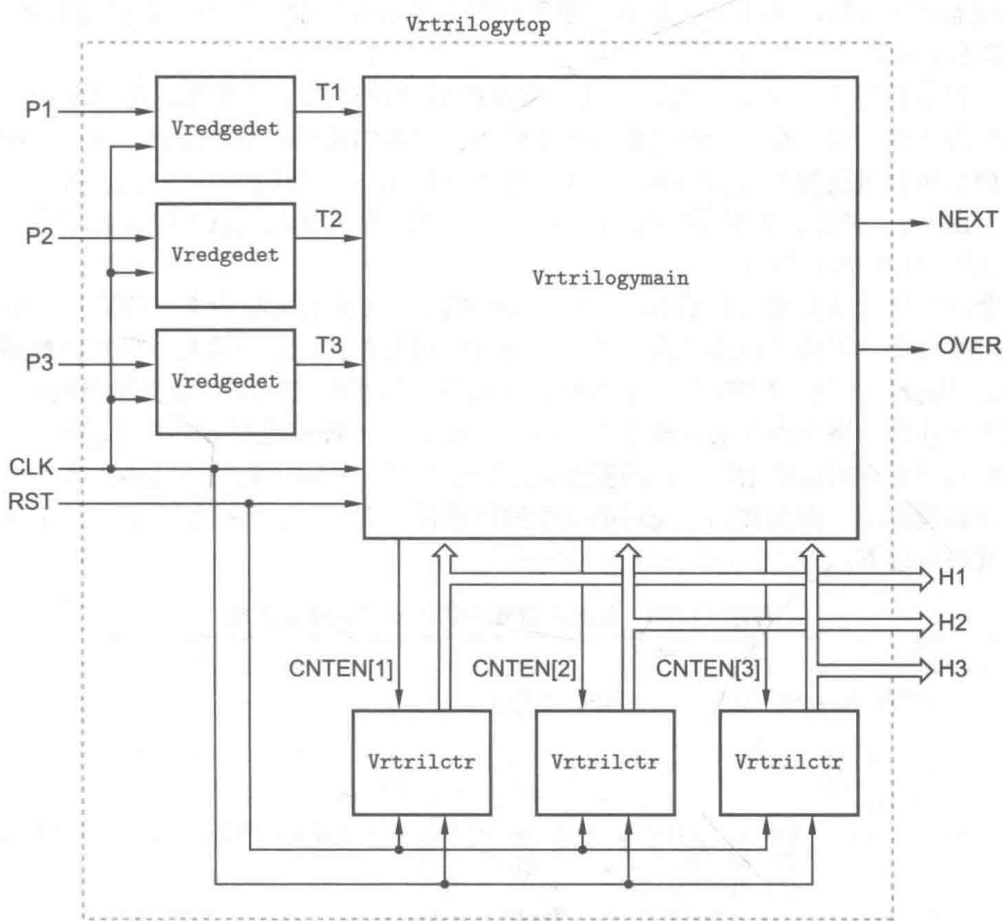 Vrtrilogytop
P1
Vredgedet
T1
P2
Vredgedet
T2
P3
Vredgedet
T3
Vrtrilogymain
NEXT
OVER
CLK
RST
H1
H2
H3
CNTEN[1]
CNTEN[2]
CNTEN[3]
Vrtrilctr
Vrtrilctr
Vrtrilctr